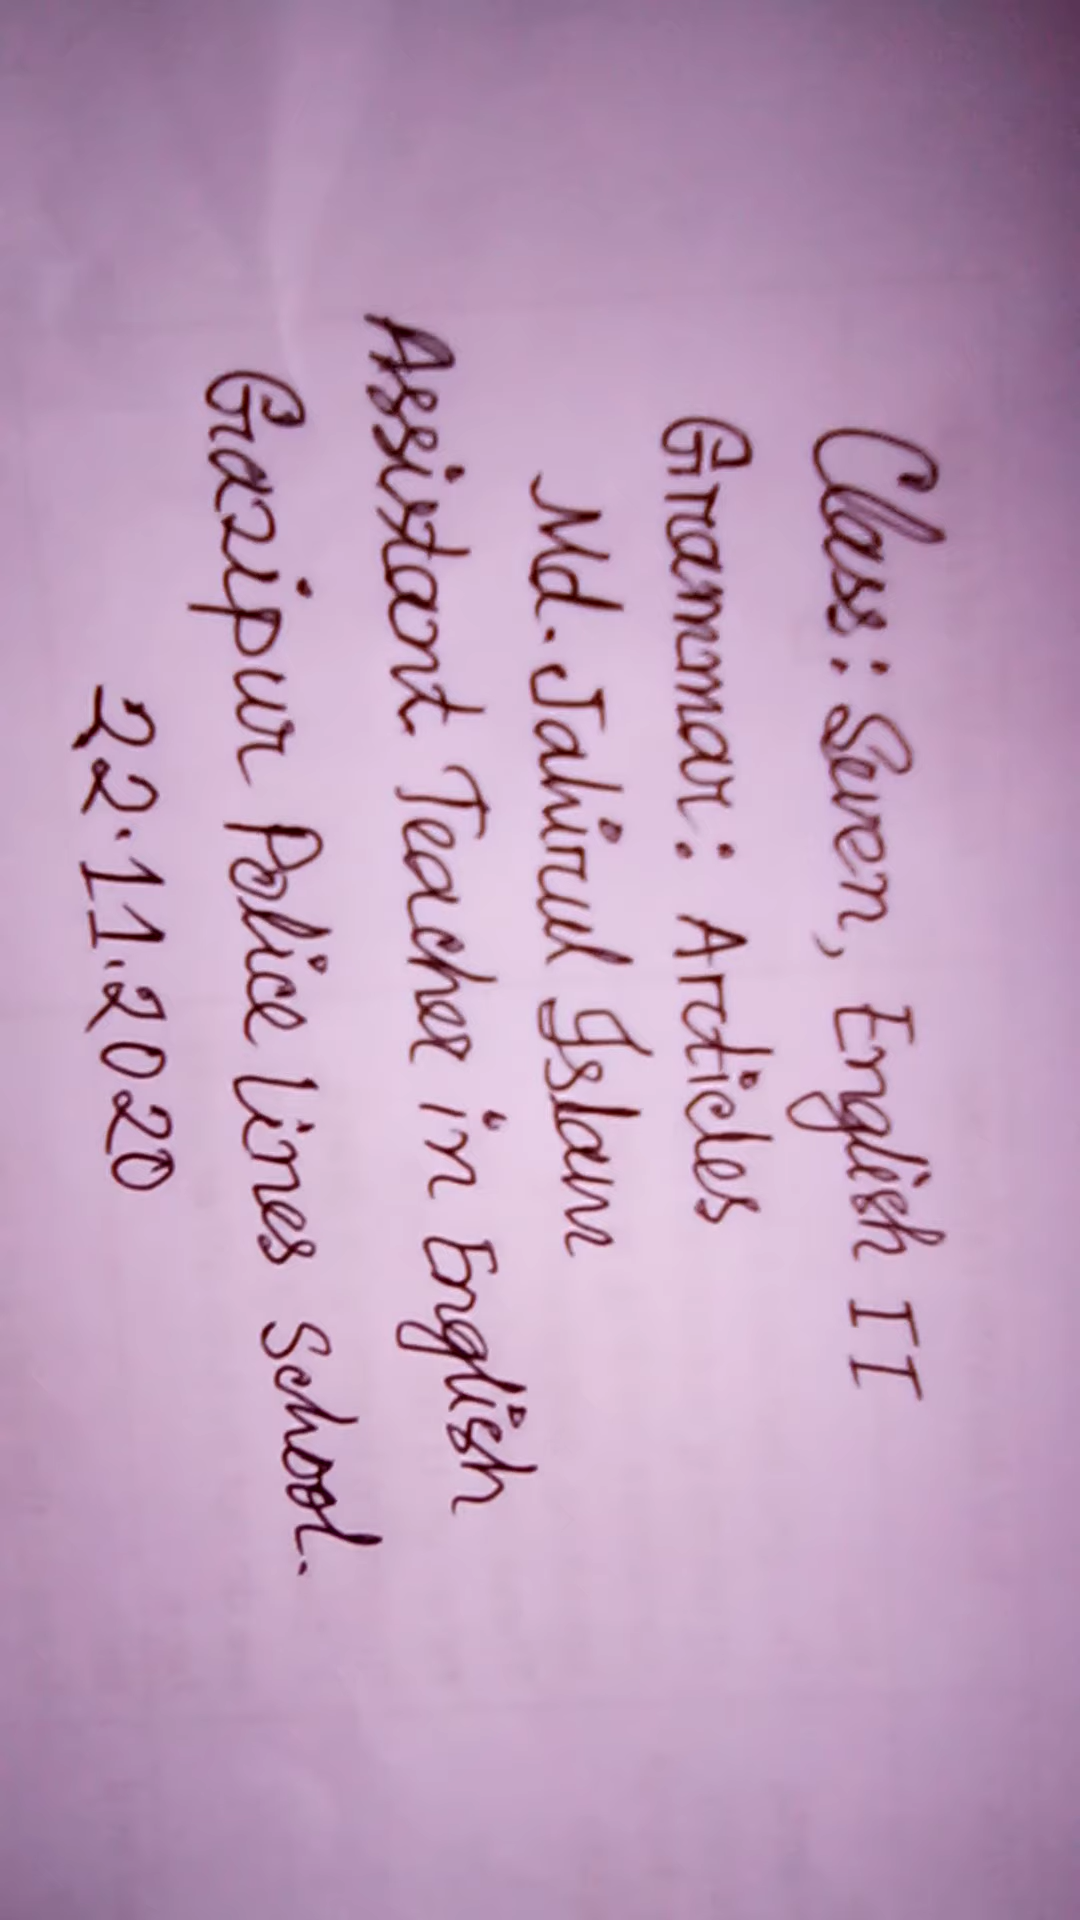 Class: Seven, English II
Grammar: Articles
Md. Jahirul Islam
Assistant Teacher in English
Gazipur Police Lines School.
22.11.2020